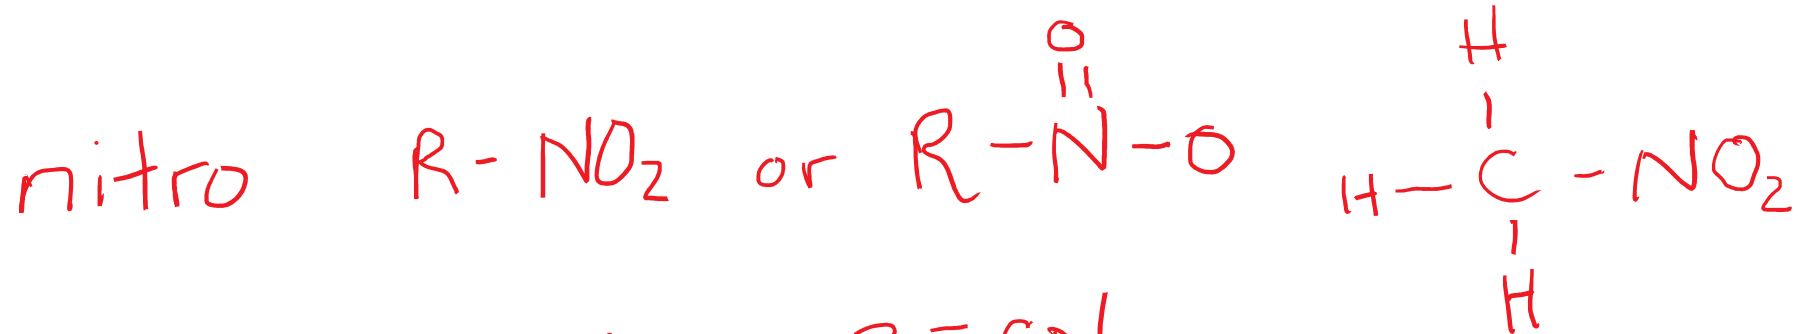 nitro R-NO₂ or R-N(=O)-O H-C(-H)(-H)-NO₂